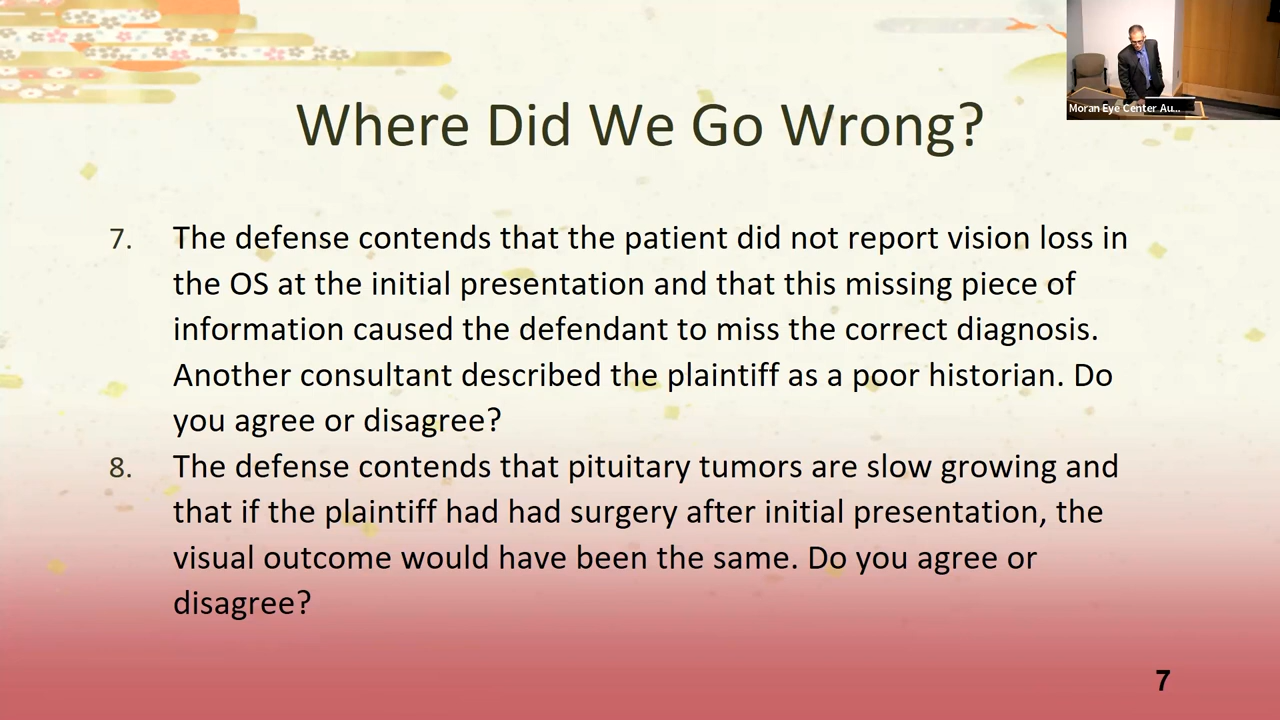 Moran Eye Center Au...
Where Did We Go Wrong?
7. The defense contends that the patient did not report vision loss in
the OS at the initial presentation and that this missing piece of
information caused the defendant to miss the correct diagnosis.
Another consultant described the plaintiff as a poor historian. Do
you agree or disagree?
8. The defense contends that pituitary tumors are slow growing and
that if the plaintiff had had surgery after initial presentation, the
visual outcome would have been the same. Do you agree or
disagree?
7